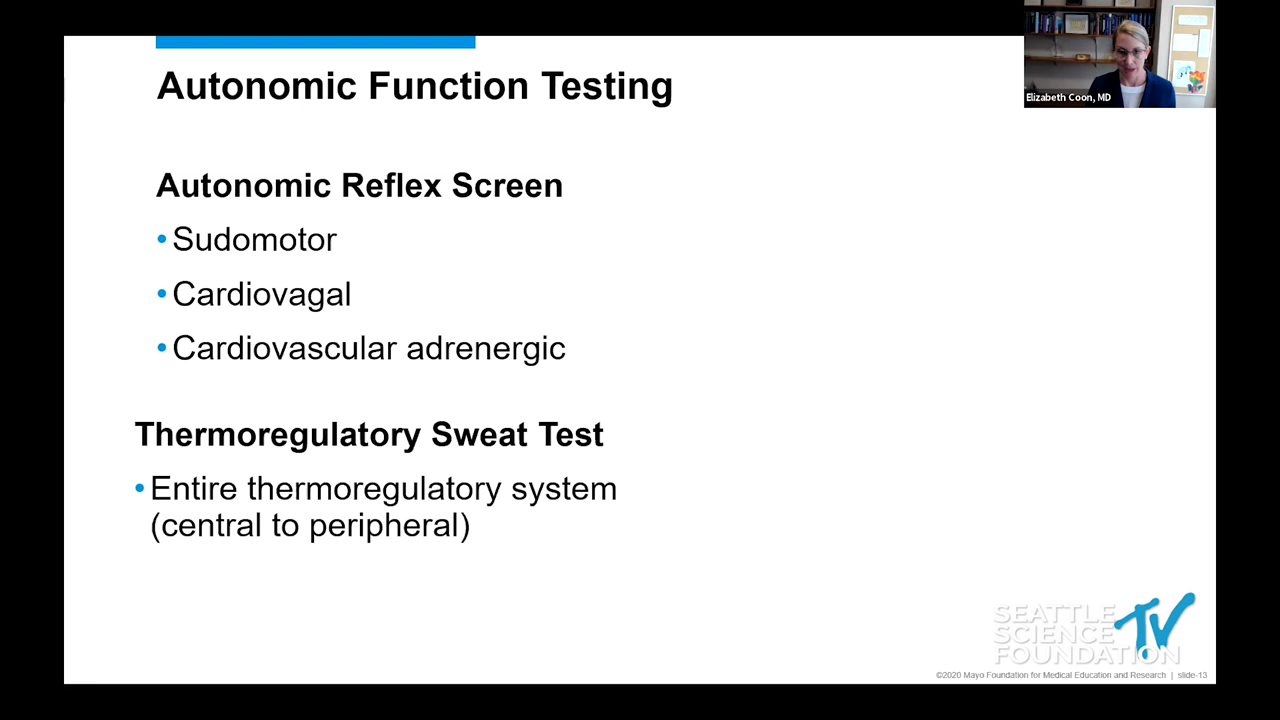 Autonomic Function Testing
Elizabeth Coon, MD
Autonomic Reflex Screen
•Sudomotor
•Cardiovagal
•Cardiovascular adrenergic
Thermoregulatory Sweat Test
•Entire thermoregulatory system
(central to peripheral)
SEATTLE
SCIENCE
FOUNDATION
TV
©2020 Mayo Foundation for Medical Education and Research | slide-13